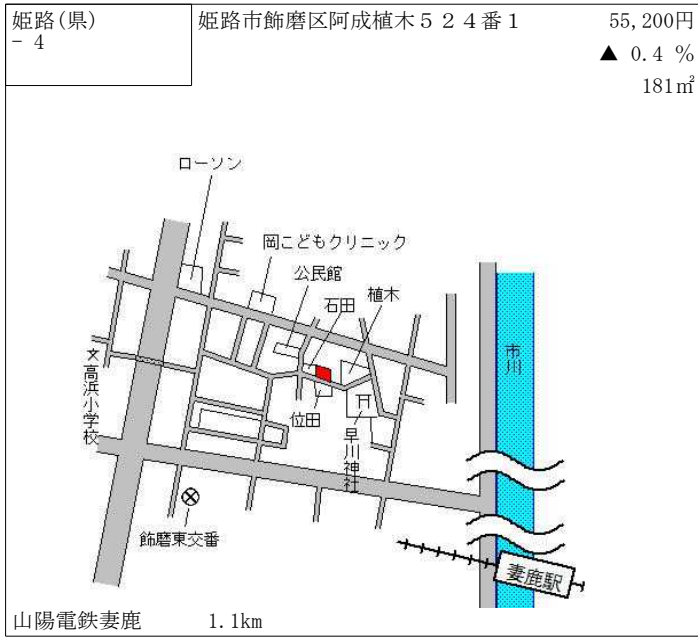 姫路(県)
- 4
姫路市飾磨区阿成植木５２４番１
55,200円
▲ 0.4 %
181㎡
ローソン
岡こどもクリニック
公民館
石田
植木
市川
文
高浜小学校
位田
早川神社
飾磨東交番
妻鹿駅
山陽電鉄妻鹿 1.1km